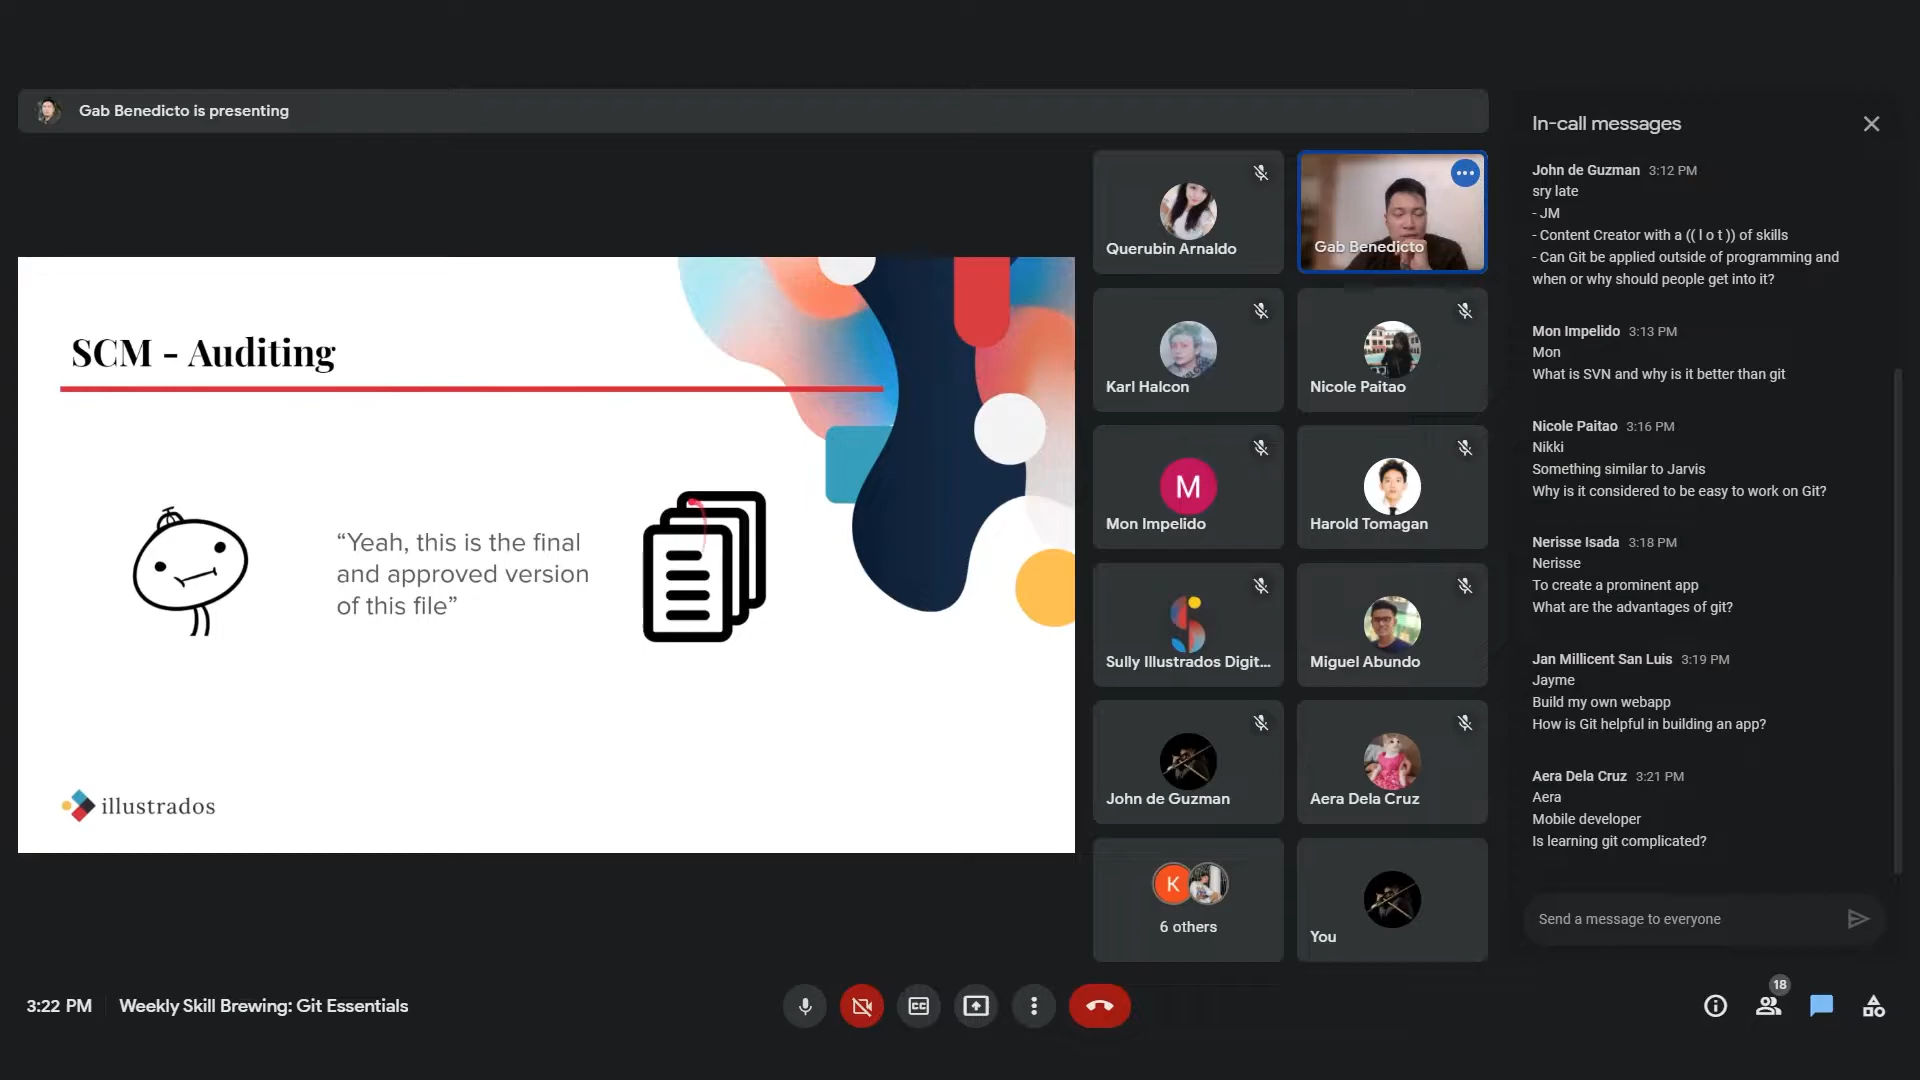 Gab Benedicto is presenting
SCM - Auditing
“Yeah, this is the final
and approved version
of this file”
illustrados
Querubin Arnaldo
Gab Benedicto
Karl Halcon
Nicole Paitao
M
Mon Impelido
Harold Tomagan
Sully Illustrados Digit...
Miguel Abundo
John de Guzman
Aera Dela Cruz
K
6 others
You
In-call messages
John de Guzman 3:12 PM
sry late
- JM
- Content Creator with a (( l o t )) of skills
- Can Git be applied outside of programming and
when or why should people get into it?
Mon Impelido 3:13 PM
Mon
What is SVN and why is it better than git
Nicole Paitao 3:16 PM
Nikki
Something similar to Jarvis
Why is it considered to be easy to work on Git?
Nerisse Isada 3:18 PM
Nerisse
To create a prominent app
What are the advantages of git?
Jan Millicent San Luis 3:19 PM
Jayme
Build my own webapp
How is Git helpful in building an app?
Aera Dela Cruz 3:21 PM
Aera
Mobile developer
Is learning git complicated?
Send a message to everyone
3:22 PM Weekly Skill Brewing: Git Essentials
CC
18